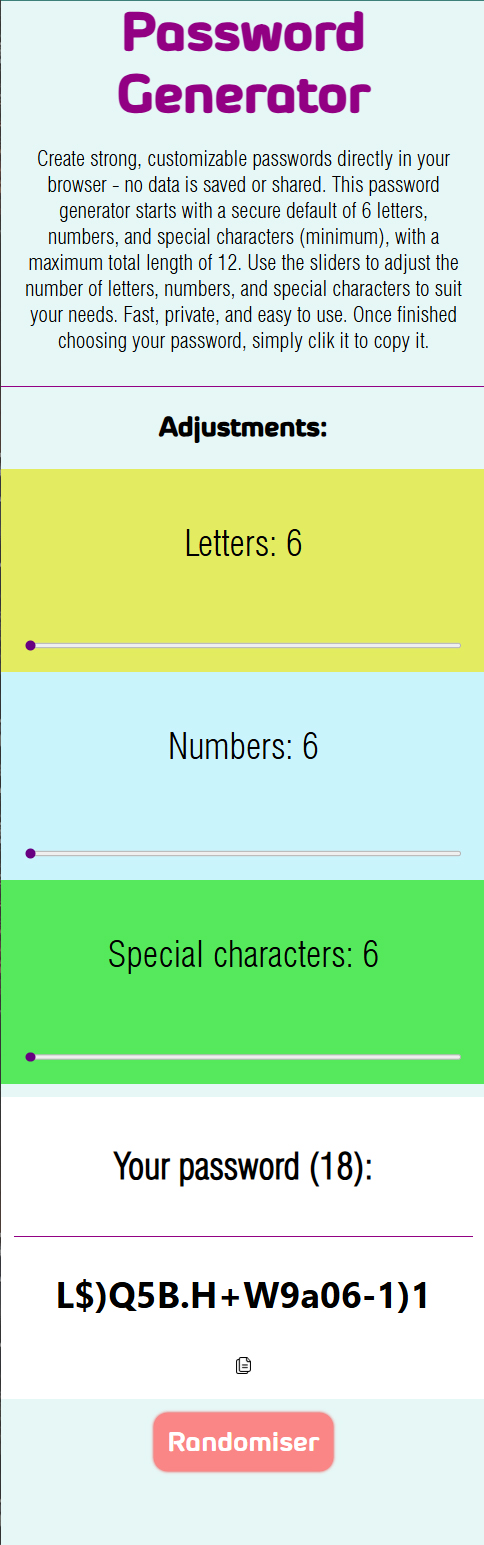 Password
Generator
Create strong, customizable passwords directly in your
browser - no data is saved or shared. This password
generator starts with a secure default of 6 letters,
numbers, and special characters (minimum), with a
maximum total length of 12. Use the sliders to adjust the
number of letters, numbers, and special characters to suit
your needs. Fast, private, and easy to use. Once finished
choosing your password, simply clik it to copy it.
Adjustments:
Letters: 6
Numbers: 6
Special characters: 6
Your password (18):
L$)Q5B.H+W9a06-1)1
Randomiser